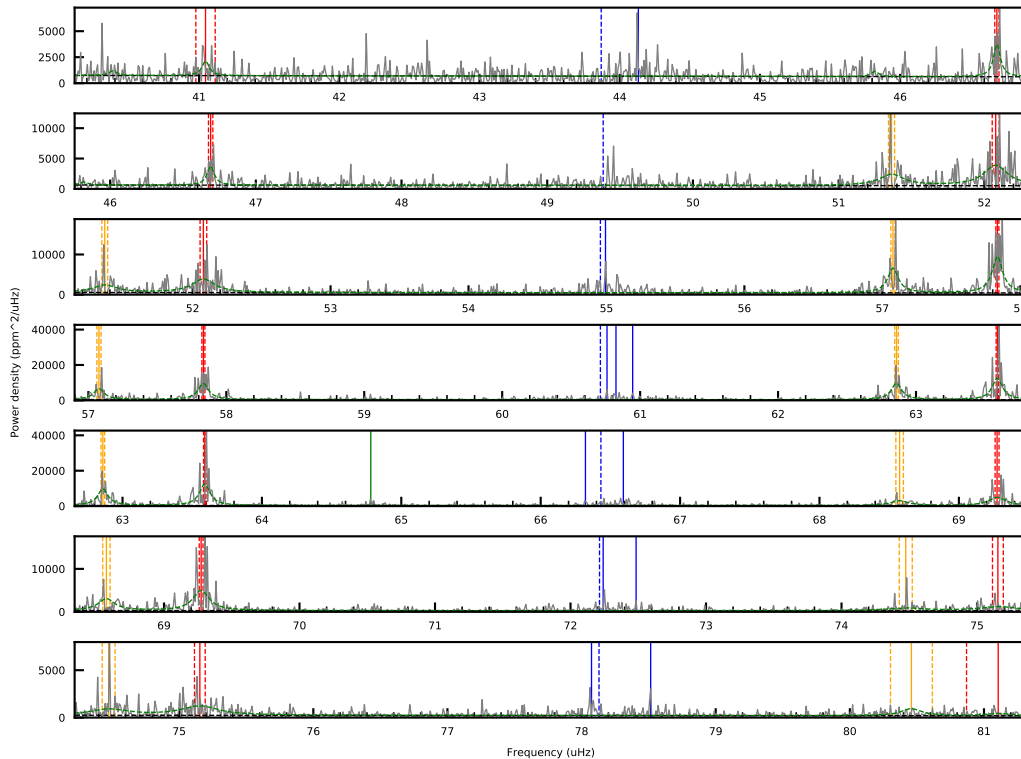 5000
2500
0
41 42 43 44 45 46
10000
5000
0
46 47 48 49 50 51 52
10000
0
52 53 54 55 56 57 5
40000
20000
0
57 58 59 60 61 62 63
40000
20000
0
63 64 65 66 67 68 69
10000
0
69 70 71 72 73 74 75
5000
0
75 76 77 78 79 80 81
Power density (ppm^2/uHz)
Frequency (uHz)